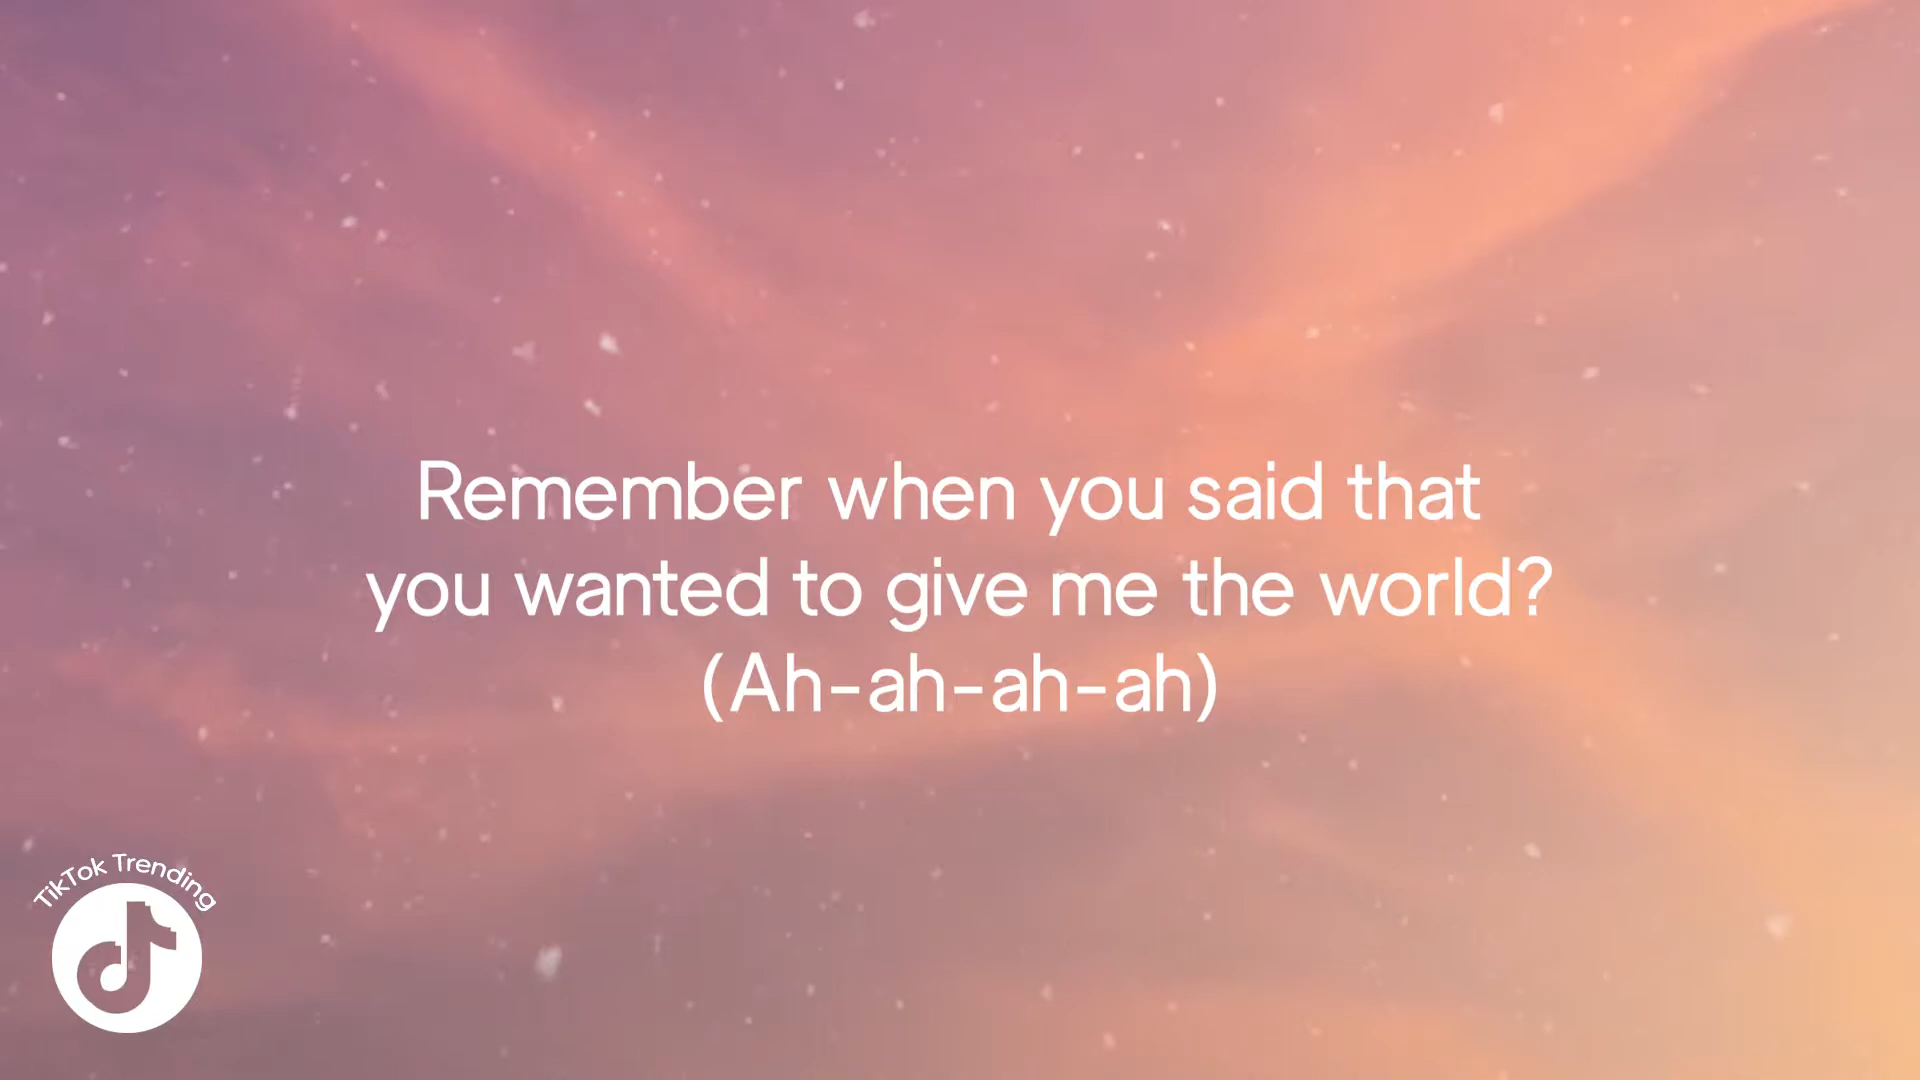 Remember when you said that
you wanted to give me the world?
(Ah-ah-ah-ah)
TikTok Trending